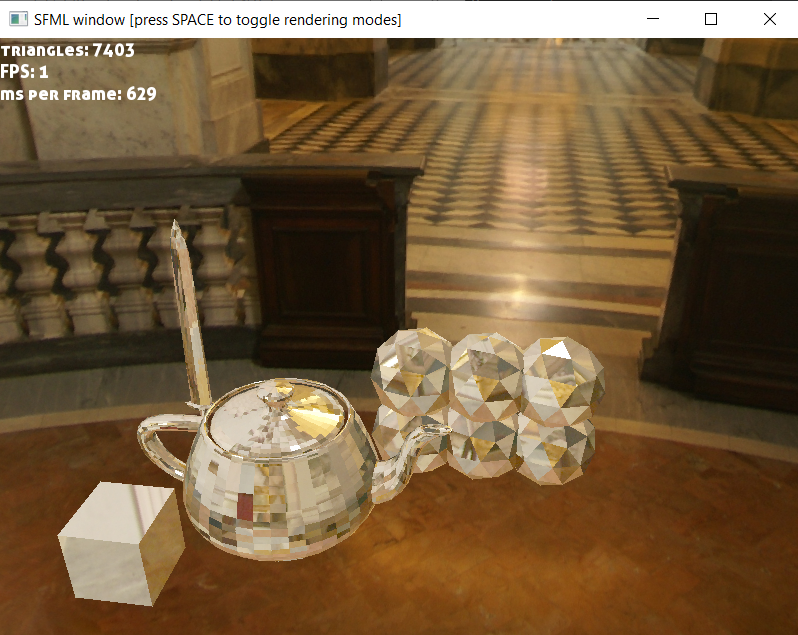 SFML window [press SPACE to toggle rendering modes]
Triangles: 7403
FPS: 1
ms per frame: 629